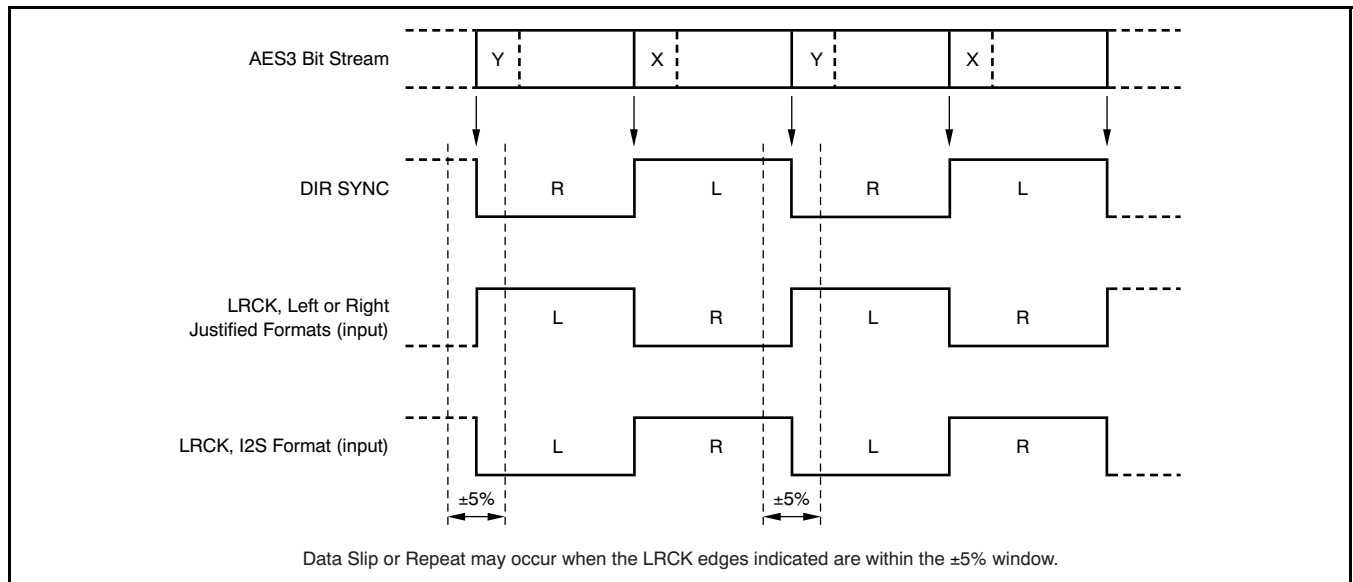 AES3 Bit Stream
Y
X
Y
X
DIR SYNC
R
L
R
L
LRCK, Left or Right
Justified Formats (input)
L
R
L
R
LRCK, I2S Format (input)
L
R
L
R
±5%
±5%
Data Slip or Repeat may occur when the LRCK edges indicated are within the ±5% window.